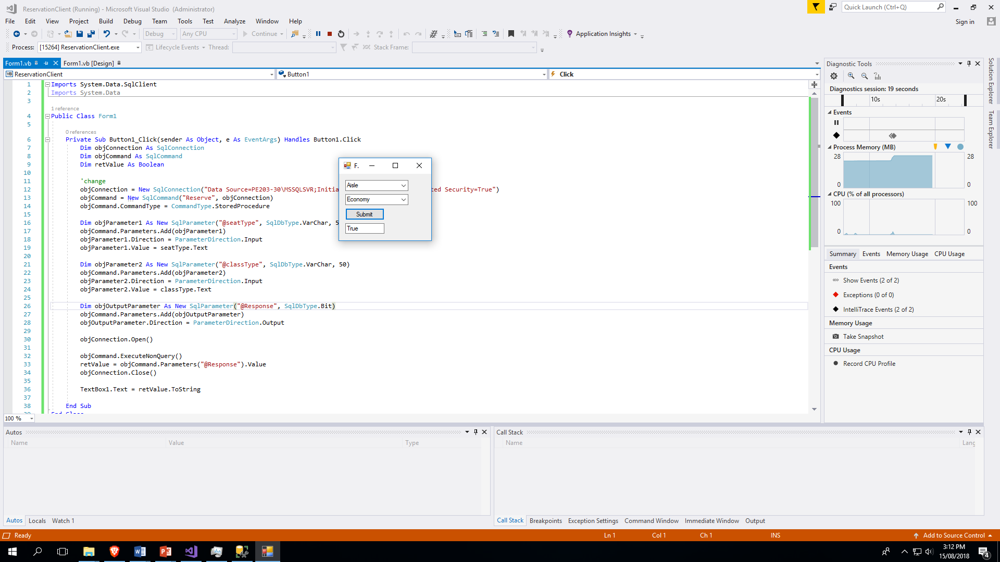 ReservationClient (Running) - Microsoft Visual Studio (Administrator)
Quick Launch (Ctrl+Q)
File Edit View Project Build Debug Team Tools Test Analyze Window Help
Sign in
Debug Any CPU Continue Application Insights
Process: [15264] ReservationClient.exe Lifecycle Events Thread: Stack Frame:
Form1.vb Form1.vb [Design]
VB ReservationClient Button1 Click
1 Imports System.Data.SqlClient
2 Imports System.Data
3
1 reference
4 Public Class Form1
5
0 references
6 Private Sub Button1_Click(sender As Object, e As EventArgs) Handles Button1.Click
7 Dim objConnection As SqlConnection
8 Dim objCommand As SqlCommand
9 Dim retValue As Boolean
10
11 'change
12 objConnection = New SqlConnection("Data Source=PE203-30\MSSQLSVR;Initia ted Security=True")
13 objCommand = New SqlCommand("Reserve", objConnection)
14 objCommand.CommandType = CommandType.StoredProcedure
15
16 Dim objParameter1 As New SqlParameter("@seatType", SqlDbType.VarChar, 5
17 objCommand.Parameters.Add(objParameter1)
18 objParameter1.Direction = ParameterDirection.Input
19 objParameter1.Value = seatType.Text
20
21 Dim objParameter2 As New SqlParameter("@classType", SqlDbType.VarChar, 50)
22 objCommand.Parameters.Add(objParameter2)
23 objParameter2.Direction = ParameterDirection.Input
24 objParameter2.Value = classType.Text
25
26 Dim objOutputParameter As New SqlParameter("@Response", SqlDbType.Bit)
27 objCommand.Parameters.Add(objOutputParameter)
28 objOutputParameter.Direction = ParameterDirection.Output
29
30 objConnection.Open()
31
32 objCommand.ExecuteNonQuery()
33 retValue = objCommand.Parameters("@Response").Value
34 objConnection.Close()
35
36 TextBox1.Text = retValue.ToString
37
38 End Sub
39 End Class
100 %
F.
Aisle
Economy
Submit
True
Diagnostic Tools
Diagnostics session: 19 seconds
10s 20s
Events
Process Memory (MB)
28 28
0 0
CPU (% of all processors)
100 100
0 0
Summary Events Memory Usage CPU Usage
Events
Show Events (2 of 2)
Exceptions (0 of 0)
IntelliTrace Events (2 of 2)
Memory Usage
Take Snapshot
CPU Usage
Record CPU Profile
Solution Explorer
Team Explorer
Autos
Name Value Type
Autos Locals Watch 1
Call Stack
Name Lang
Call Stack Breakpoints Exception Settings Command Window Immediate Window Output
Ready Ln 1 Col 1 Ch 1 INS Add to Source Control
3:12 PM
15/08/2018
4